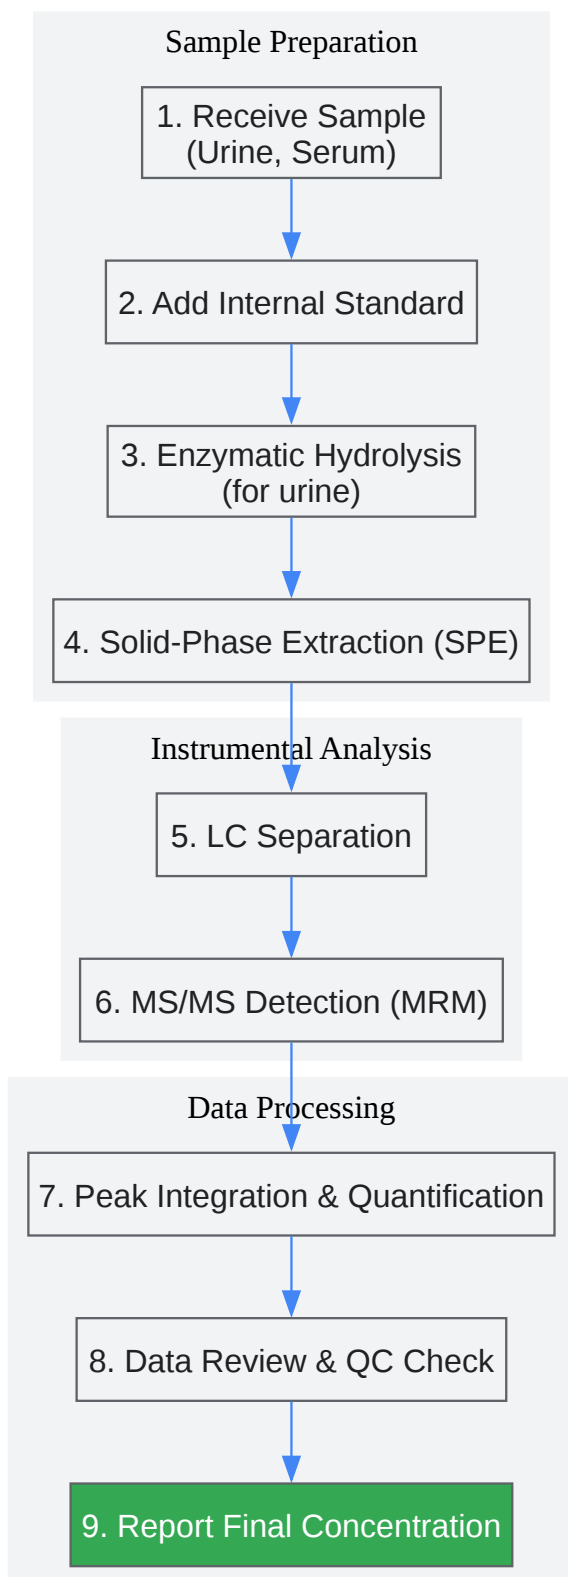 Sample Preparation
1. Receive Sample
(Urine, Serum)
2. Add Internal Standard
3. Enzymatic Hydrolysis
(for urine)
4. Solid-Phase Extraction (SPE)
Instrumental Analysis
5. LC Separation
6. MS/MS Detection (MRM)
Data Processing
7. Peak Integration & Quantification
8. Data Review & QC Check
9. Report Final Concentration